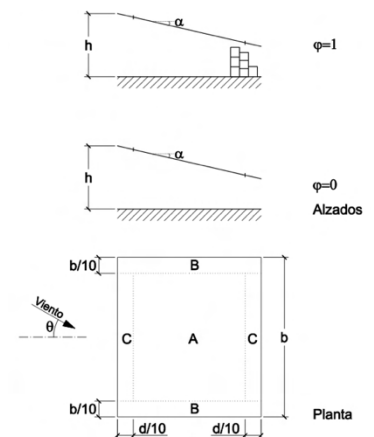 h
α
φ=1
h
α
φ=0
Alzados
b/10
B
Viento
θ
C
A
C
b
b/10
B
d/10
d/10
Planta